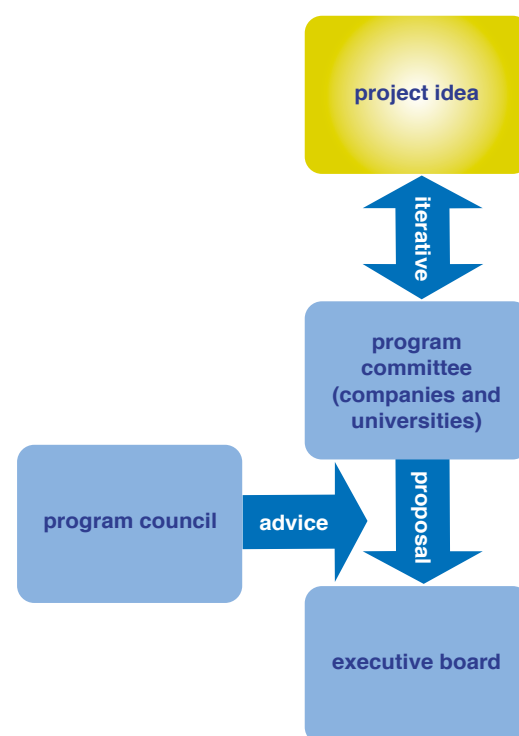 project idea
iterative
program
committee
(companies and
universities)
proposal
program council
advice
executive board